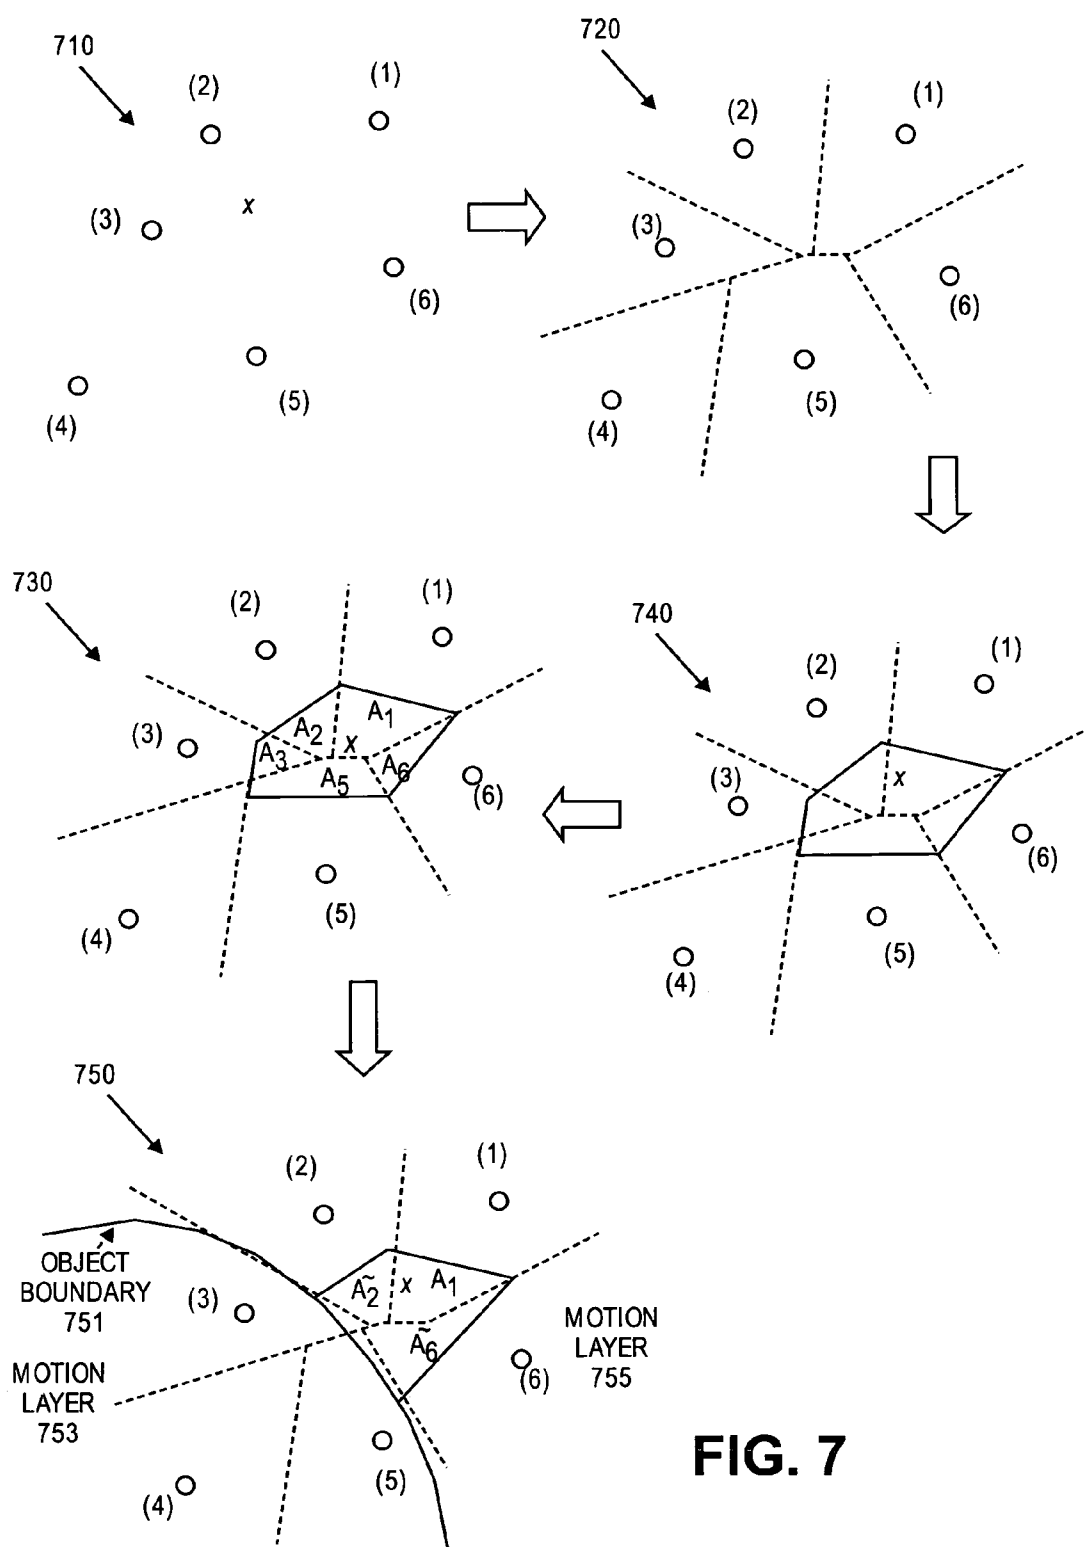 710
(2)
(1)
x
(3)
(6)
(5)
(4)
720
(2)
(1)
(3)
(6)
(5)
(4)
730
(2)
(1)
A1
A2
x
(3)
A3
A5
A6
(6)
(5)
(4)
740
(2)
(1)
x
(3)
(6)
(5)
(4)
750
(2)
(1)
OBJECT
BOUNDARY
751
Ã2
x
A1
(3)
Ã6
MOTION
LAYER
755
(6)
MOTION
LAYER
753
(5)
(4)
FIG. 7